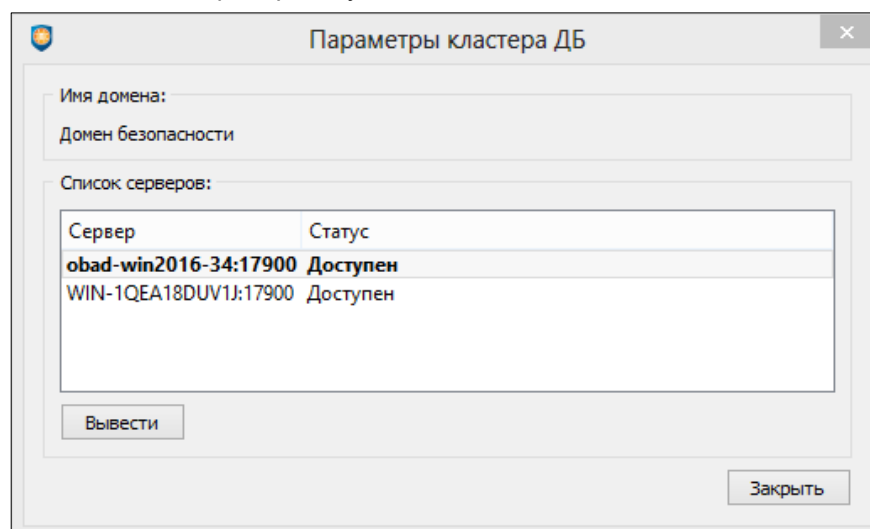 Параметры кластера ДБ
Имя домена:
Домен безопасности
Список серверов:
Сервер Статус
obad-win2016-34:17900 Доступен
WIN-1QEA18DUV1J:17900 Доступен
Вывести
Закрыть